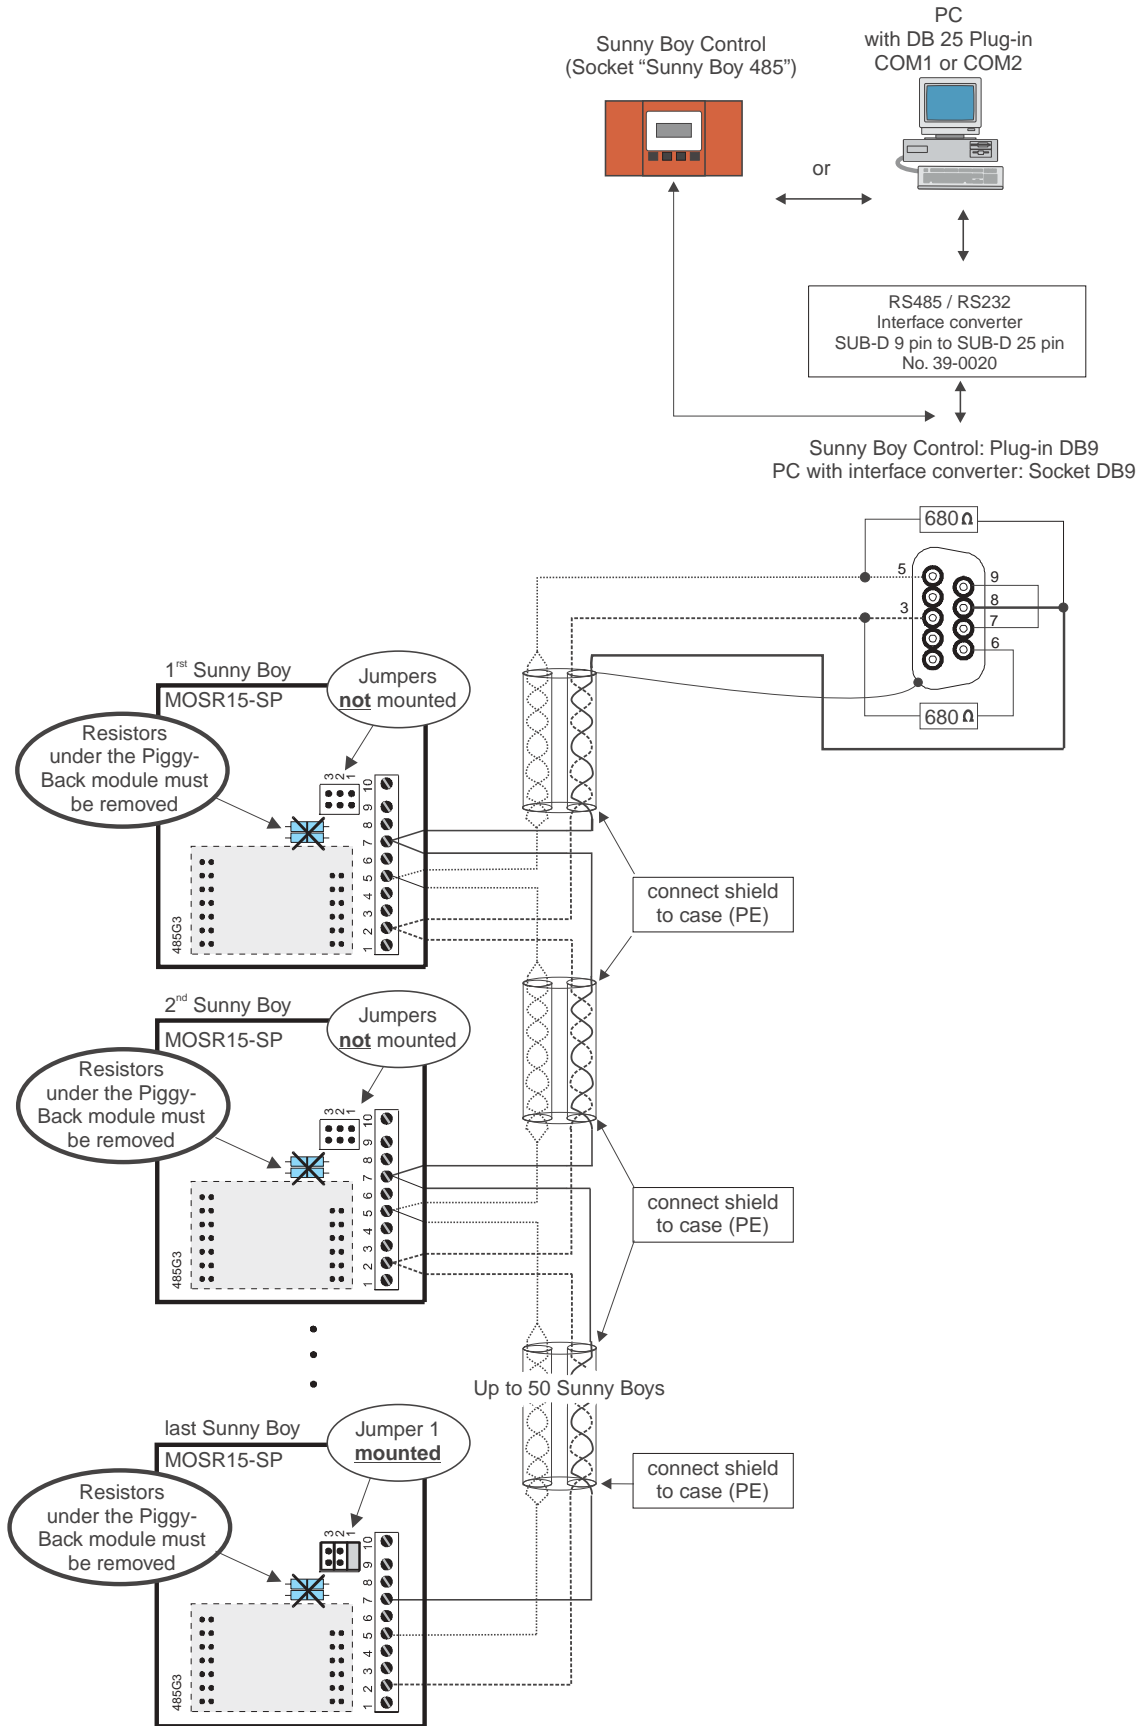 PC
with DB 25 Plug-in
COM1 or COM2
Sunny Boy Control
(Socket “Sunny Boy 485”)
or
RS485 / RS232
Interface converter
SUB-D 9 pin to SUB-D 25 pin
No. 39-0020
Sunny Boy Control: Plug-in DB9
PC with interface converter: Socket DB9
680 Ω
5
9
3
8
7
6
680 Ω
1rst Sunny Boy
MOSR15-SP
Jumpers
not mounted
Resistors
under the Piggy-
Back module must
be removed
3 2 1
10
9
8
7
6
5
4
3
2
1
485G3
connect shield
to case (PE)
2nd Sunny Boy
MOSR15-SP
Jumpers
not mounted
Resistors
under the Piggy-
Back module must
be removed
3 2 1
10
9
8
7
6
5
4
3
2
1
485G3
connect shield
to case (PE)
Up to 50 Sunny Boys
last Sunny Boy
MOSR15-SP
Jumper 1
mounted
Resistors
under the Piggy-
Back module must
be removed
3 2 1
10
9
8
7
6
5
4
3
2
1
485G3
connect shield
to case (PE)